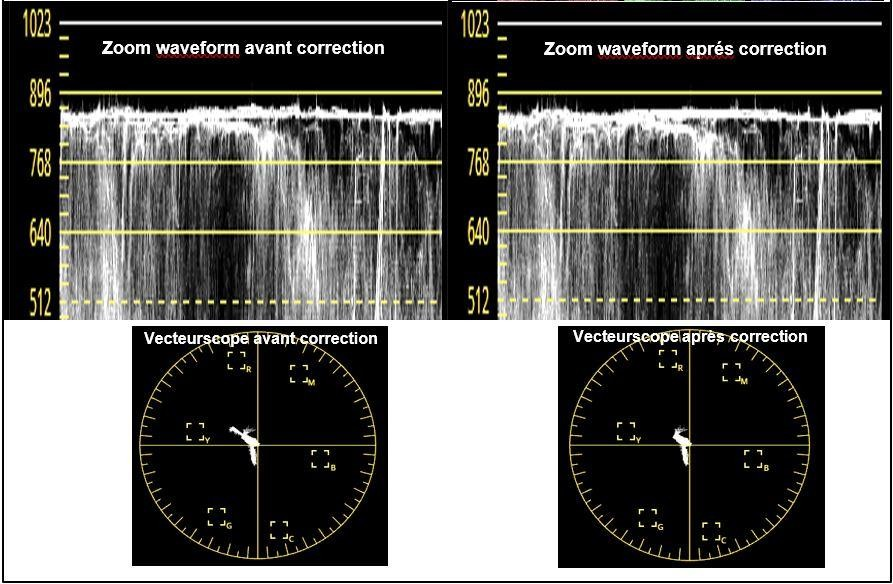 1023
Zoom waveform avant correction
896
768
640
512
1023
Zoom waveform aprés correction
896
768
640
512
Vecteurscope avant correction
R
M
Y
B
G
C
Vecteurscope après correction
R
M
Y
B
G
C